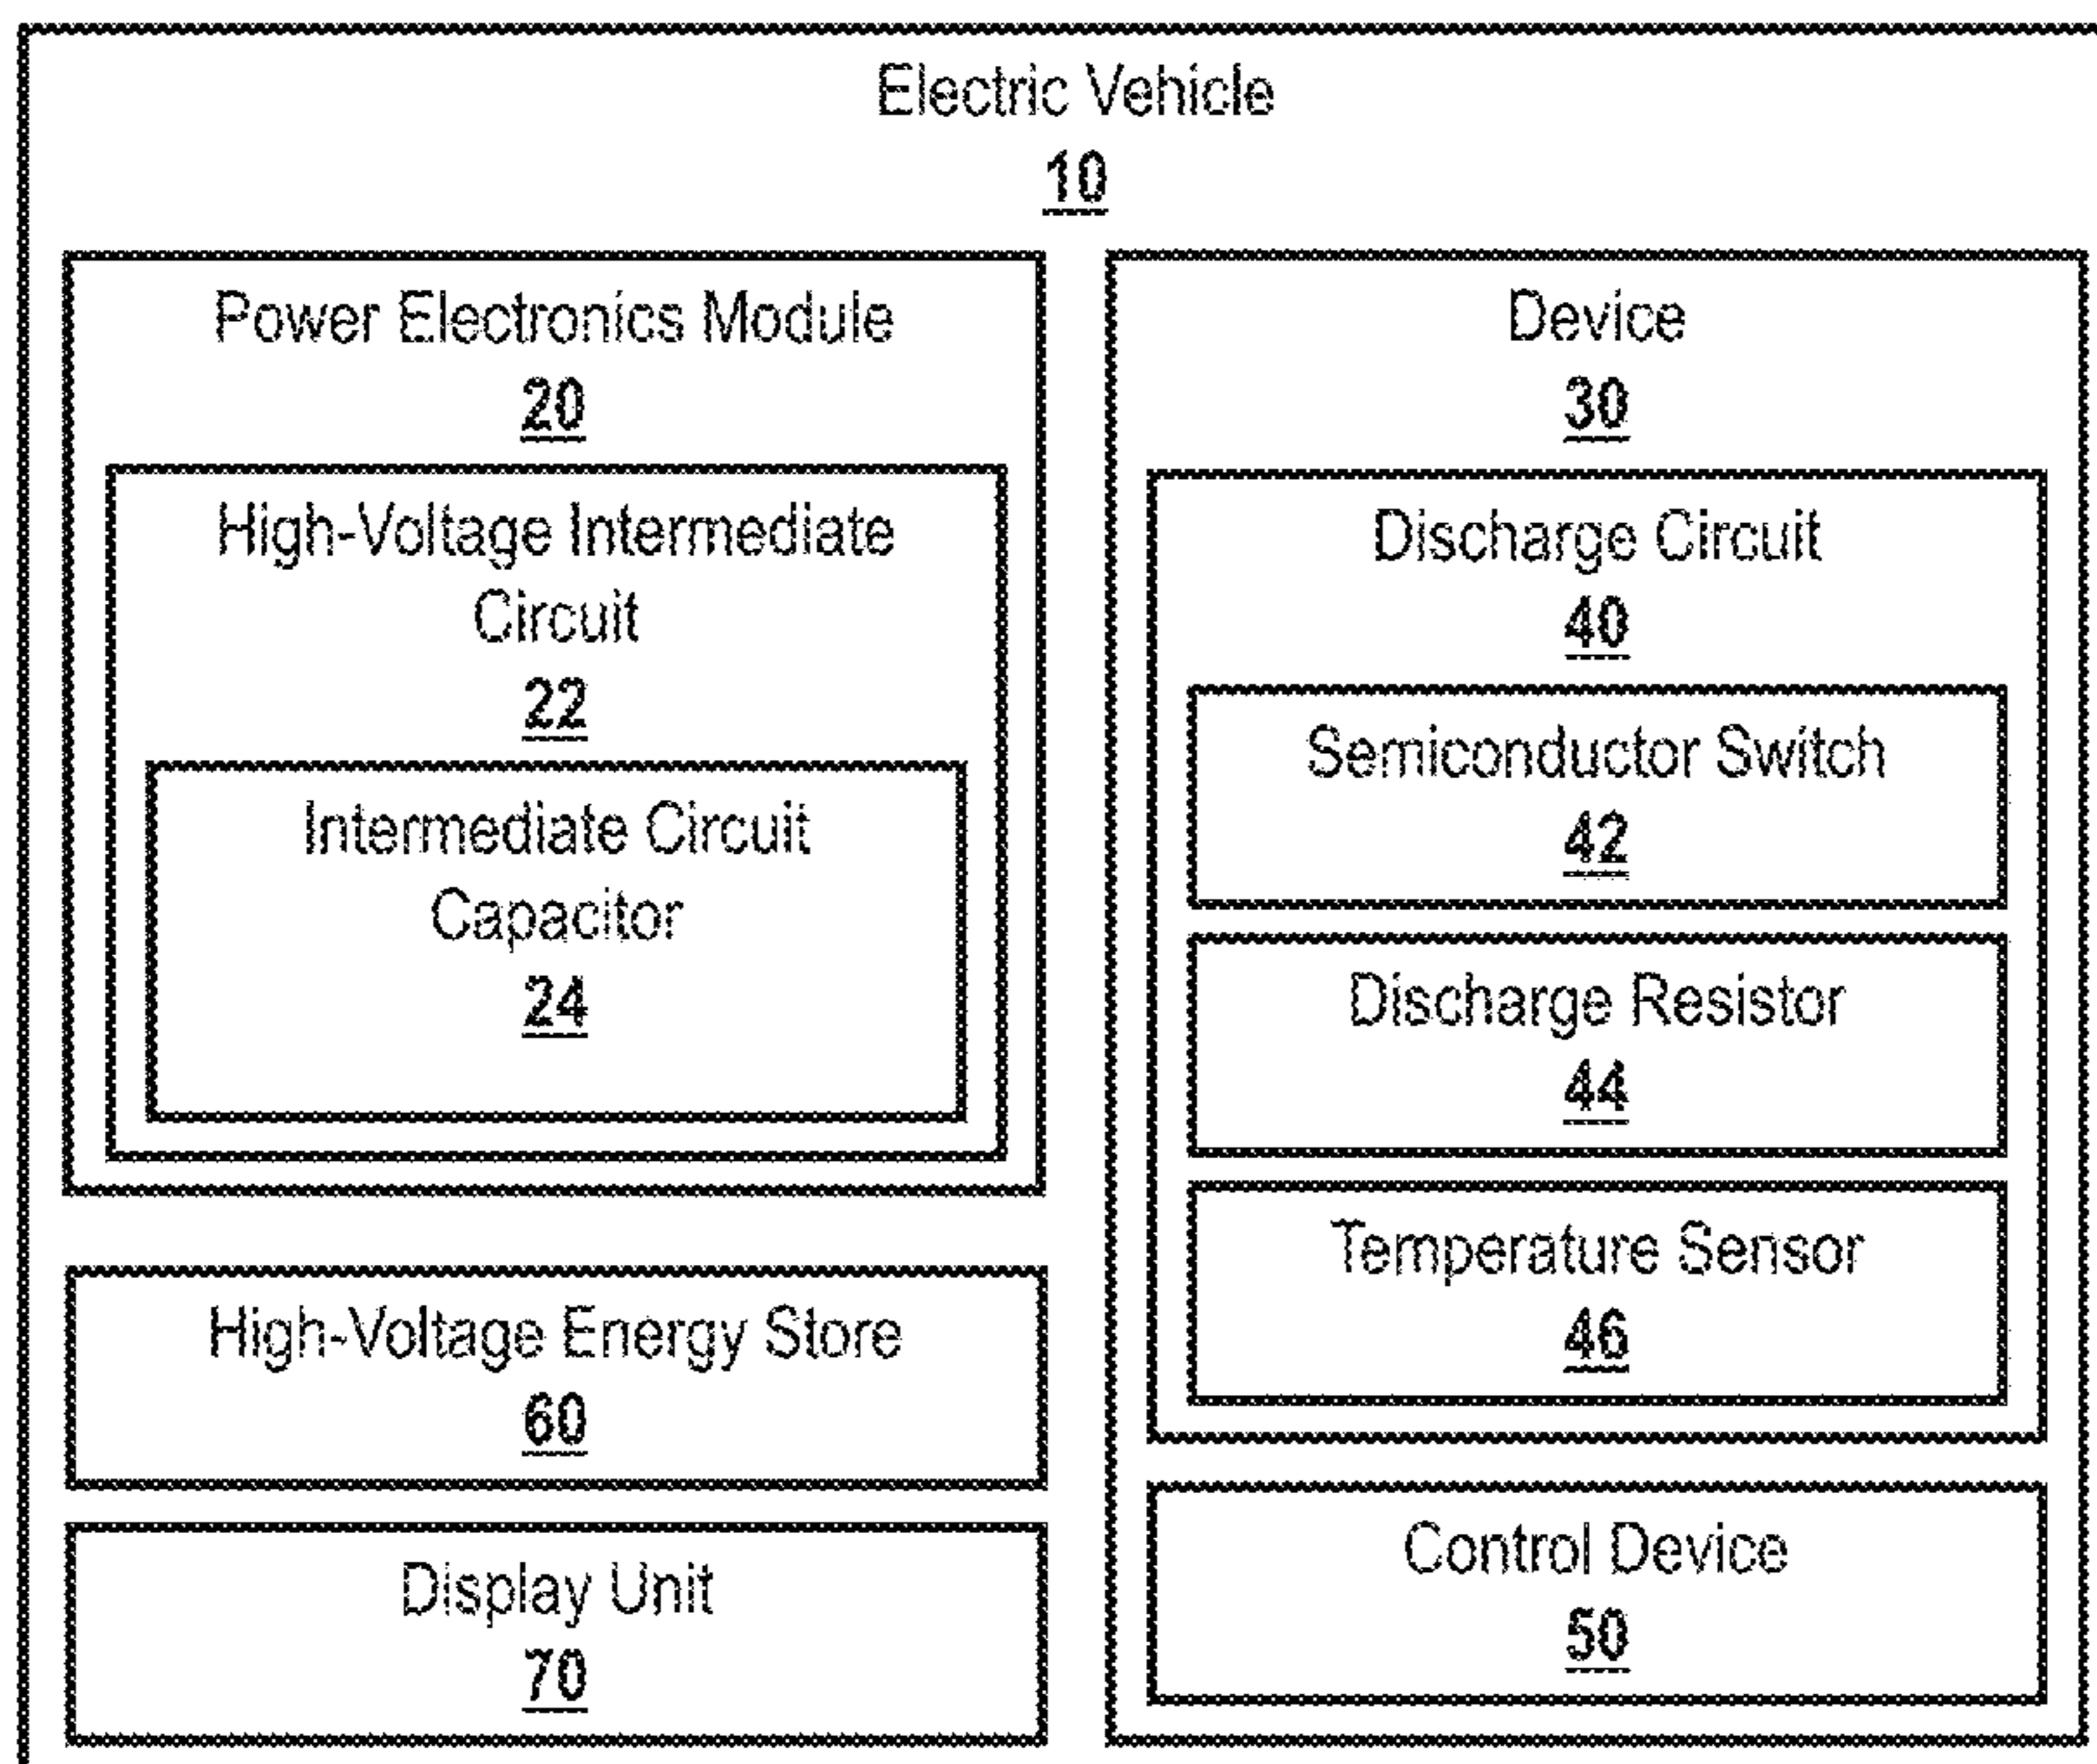 Electric Vehicle
10
Power Electronics Module
20
High-Voltage Intermediate
Circuit
22
Intermediate Circuit
Capacitor
24
High-Voltage Energy Store
60
Display Unit
70
Device
30
Discharge Circuit
40
Semiconductor Switch
42
Discharge Resistor
44
Temperature Sensor
46
Control Device
50